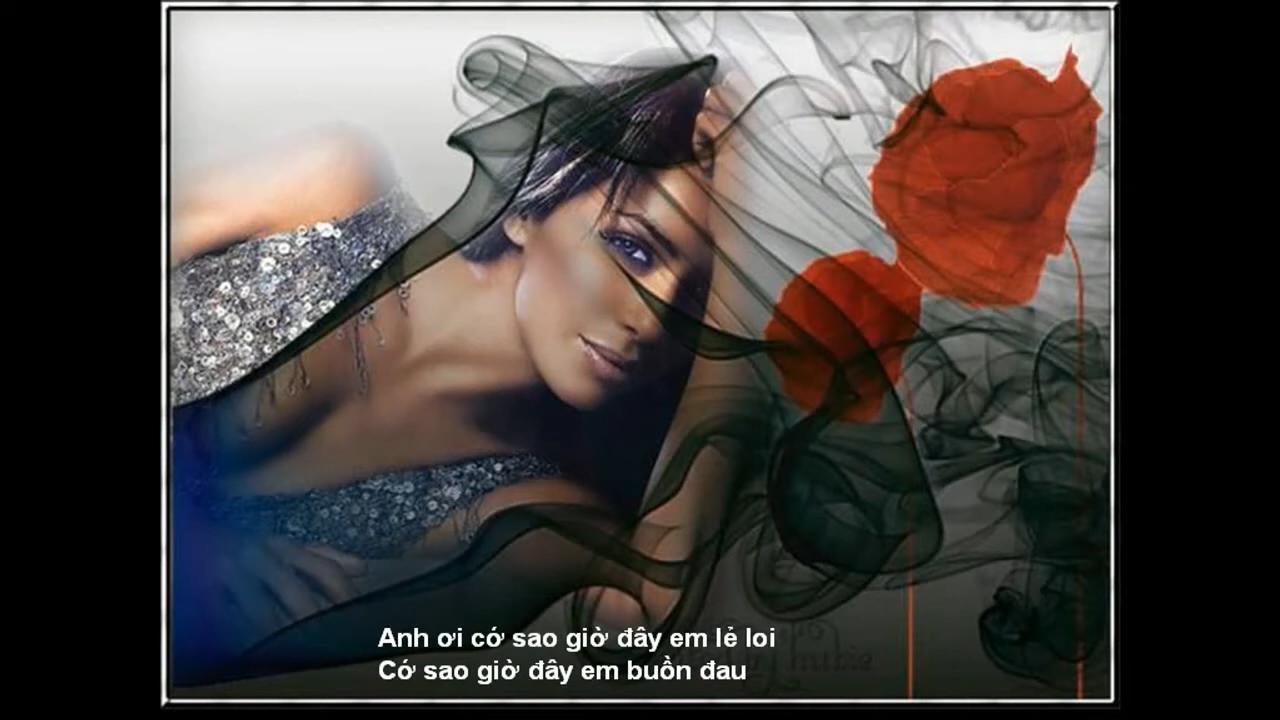 Anh ơi cớ sao giờ đây em lẻ loi
Cớ sao giờ đây em buồn đau